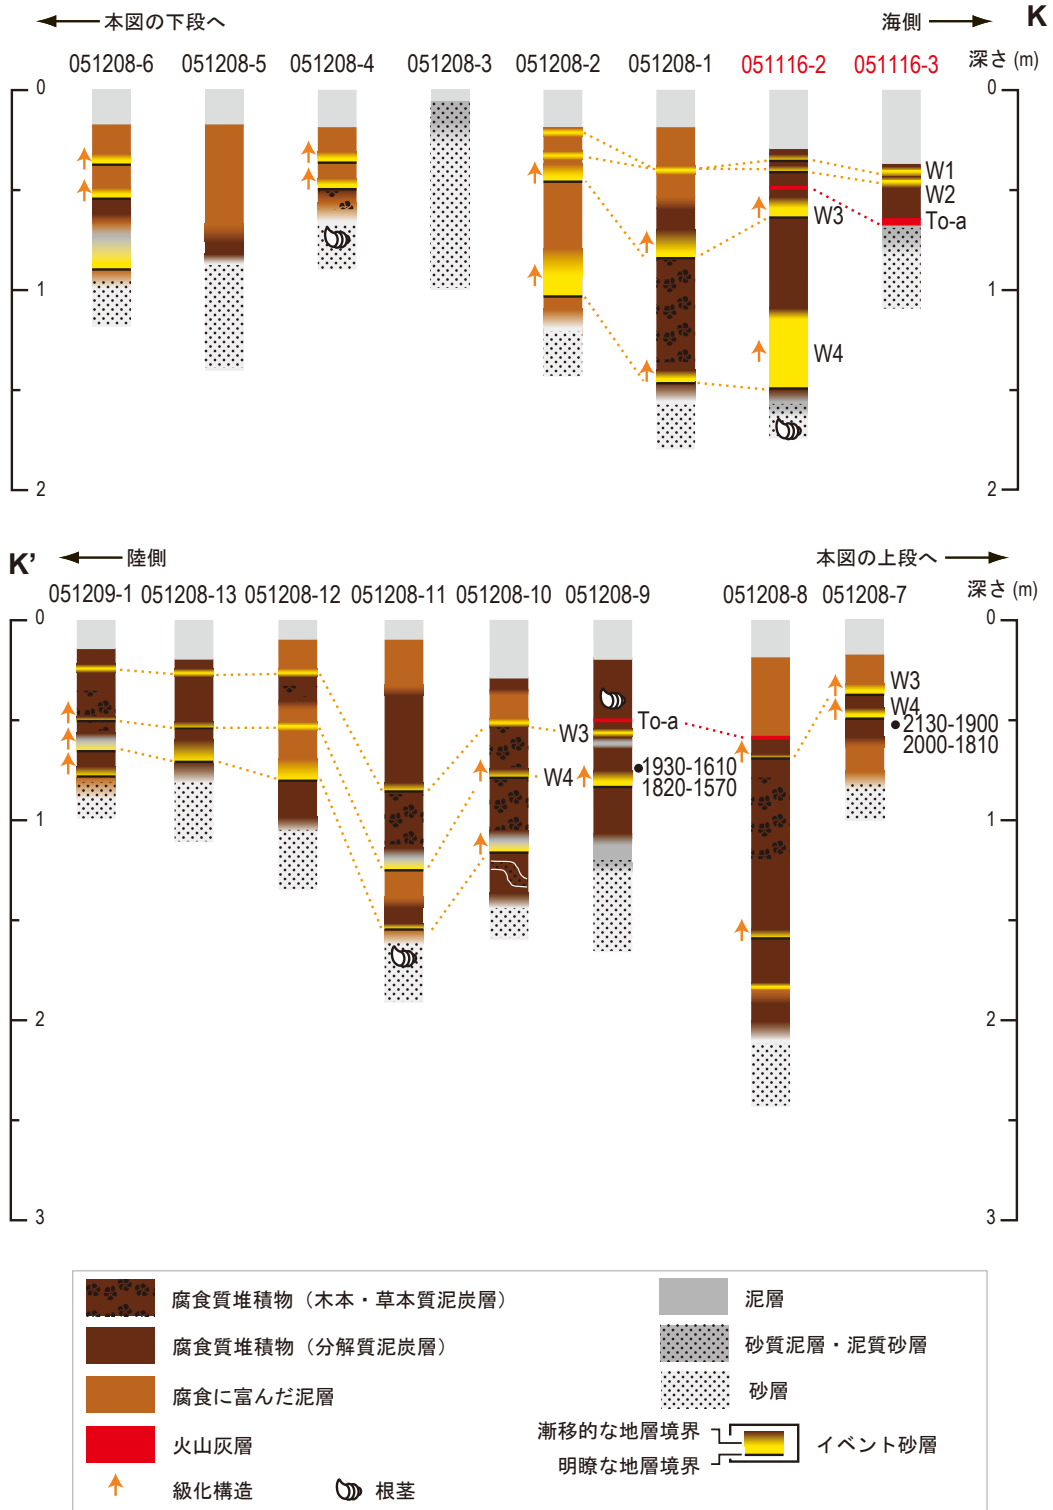 本図の下段へ
海側
K
051208-6 051208-5 051208-4 051208-3 051208-2 051208-1 051116-2 051116-3 深さ (m)
0 0
W1
W2
W3
To-a
1 1
W4
2 2
K’
陸側
本図の上段へ
051209-1 051208-13 051208-12 051208-11 051208-10 051208-9 051208-8 051208-7 深さ (m)
0 0
W3
W4
To-a
W3
2130-1900
2000-1810
W4
1930-1610
1820-1570
1 1
2 2
3 3
腐食質堆積物（木本・草本質泥炭層）
腐食質堆積物（分解質泥炭層）
腐食に富んだ泥層
火山灰層
級化構造
根茎
泥層
砂質泥層・泥質砂層
砂層
漸移的な地層境界
明瞭な地層境界
イベント砂層